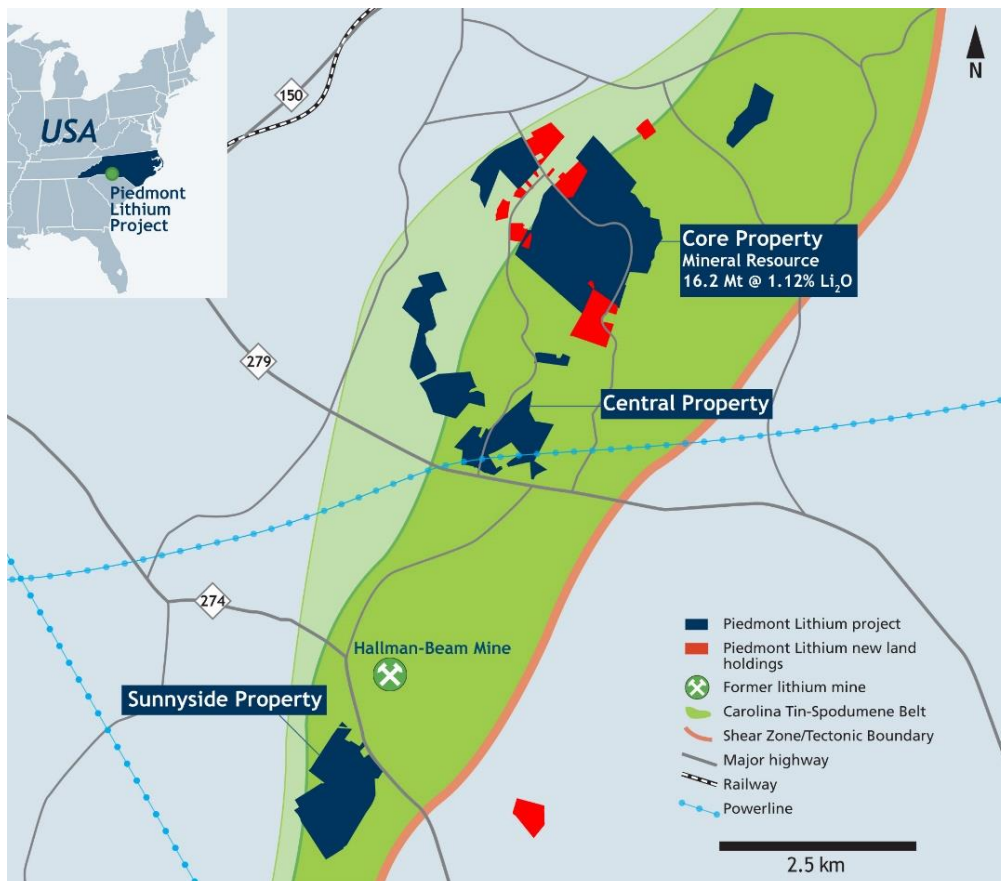 USA
Piedmont
Lithium
Project
150
N
Core Property
Mineral Resource
16.2 Mt @ 1.12% Li₂O
279
Central Property
274
Hallman-Beam Mine
Sunnyside Property
Piedmont Lithium project
Piedmont Lithium new land
holdings
Former lithium mine
Carolina Tin-Spodumene Belt
Shear Zone/Tectonic Boundary
Major highway
Railway
Powerline
2.5 km